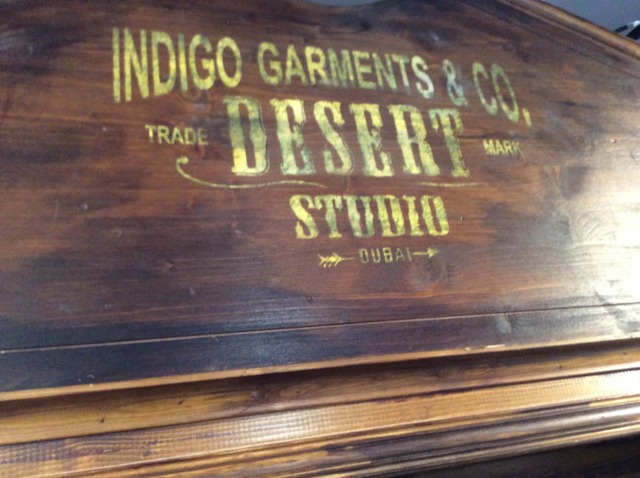 INDIGO GARMENTS & CO,
TRADE DESERT MARK
STUDIO
DUBAI